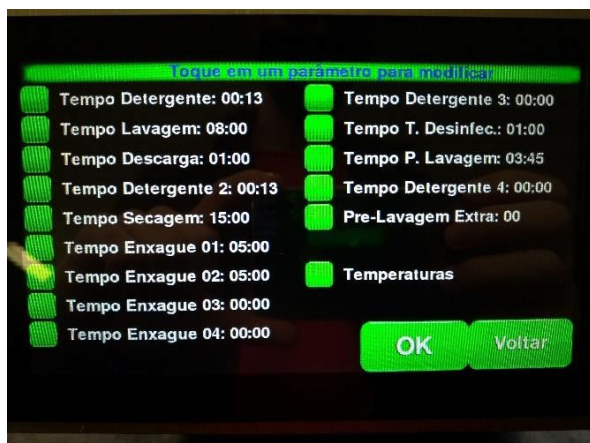 Toque em um parâmetro para modificar
Tempo Detergente: 00:13
Tempo Lavagem: 08:00
Tempo Descarga: 01:00
Tempo Detergente 2: 00:13
Tempo Secagem: 15:00
Tempo Enxague 01: 05:00
Tempo Enxague 02: 05:00
Tempo Enxague 03: 00:00
Tempo Enxague 04: 00:00
Tempo Detergente 3: 00:00
Tempo T. Desinfec.: 01:00
Tempo P. Lavagem: 03:45
Tempo Detergente 4: 00:00
Pre-Lavagem Extra: 00
Temperaturas
OK
Voltar